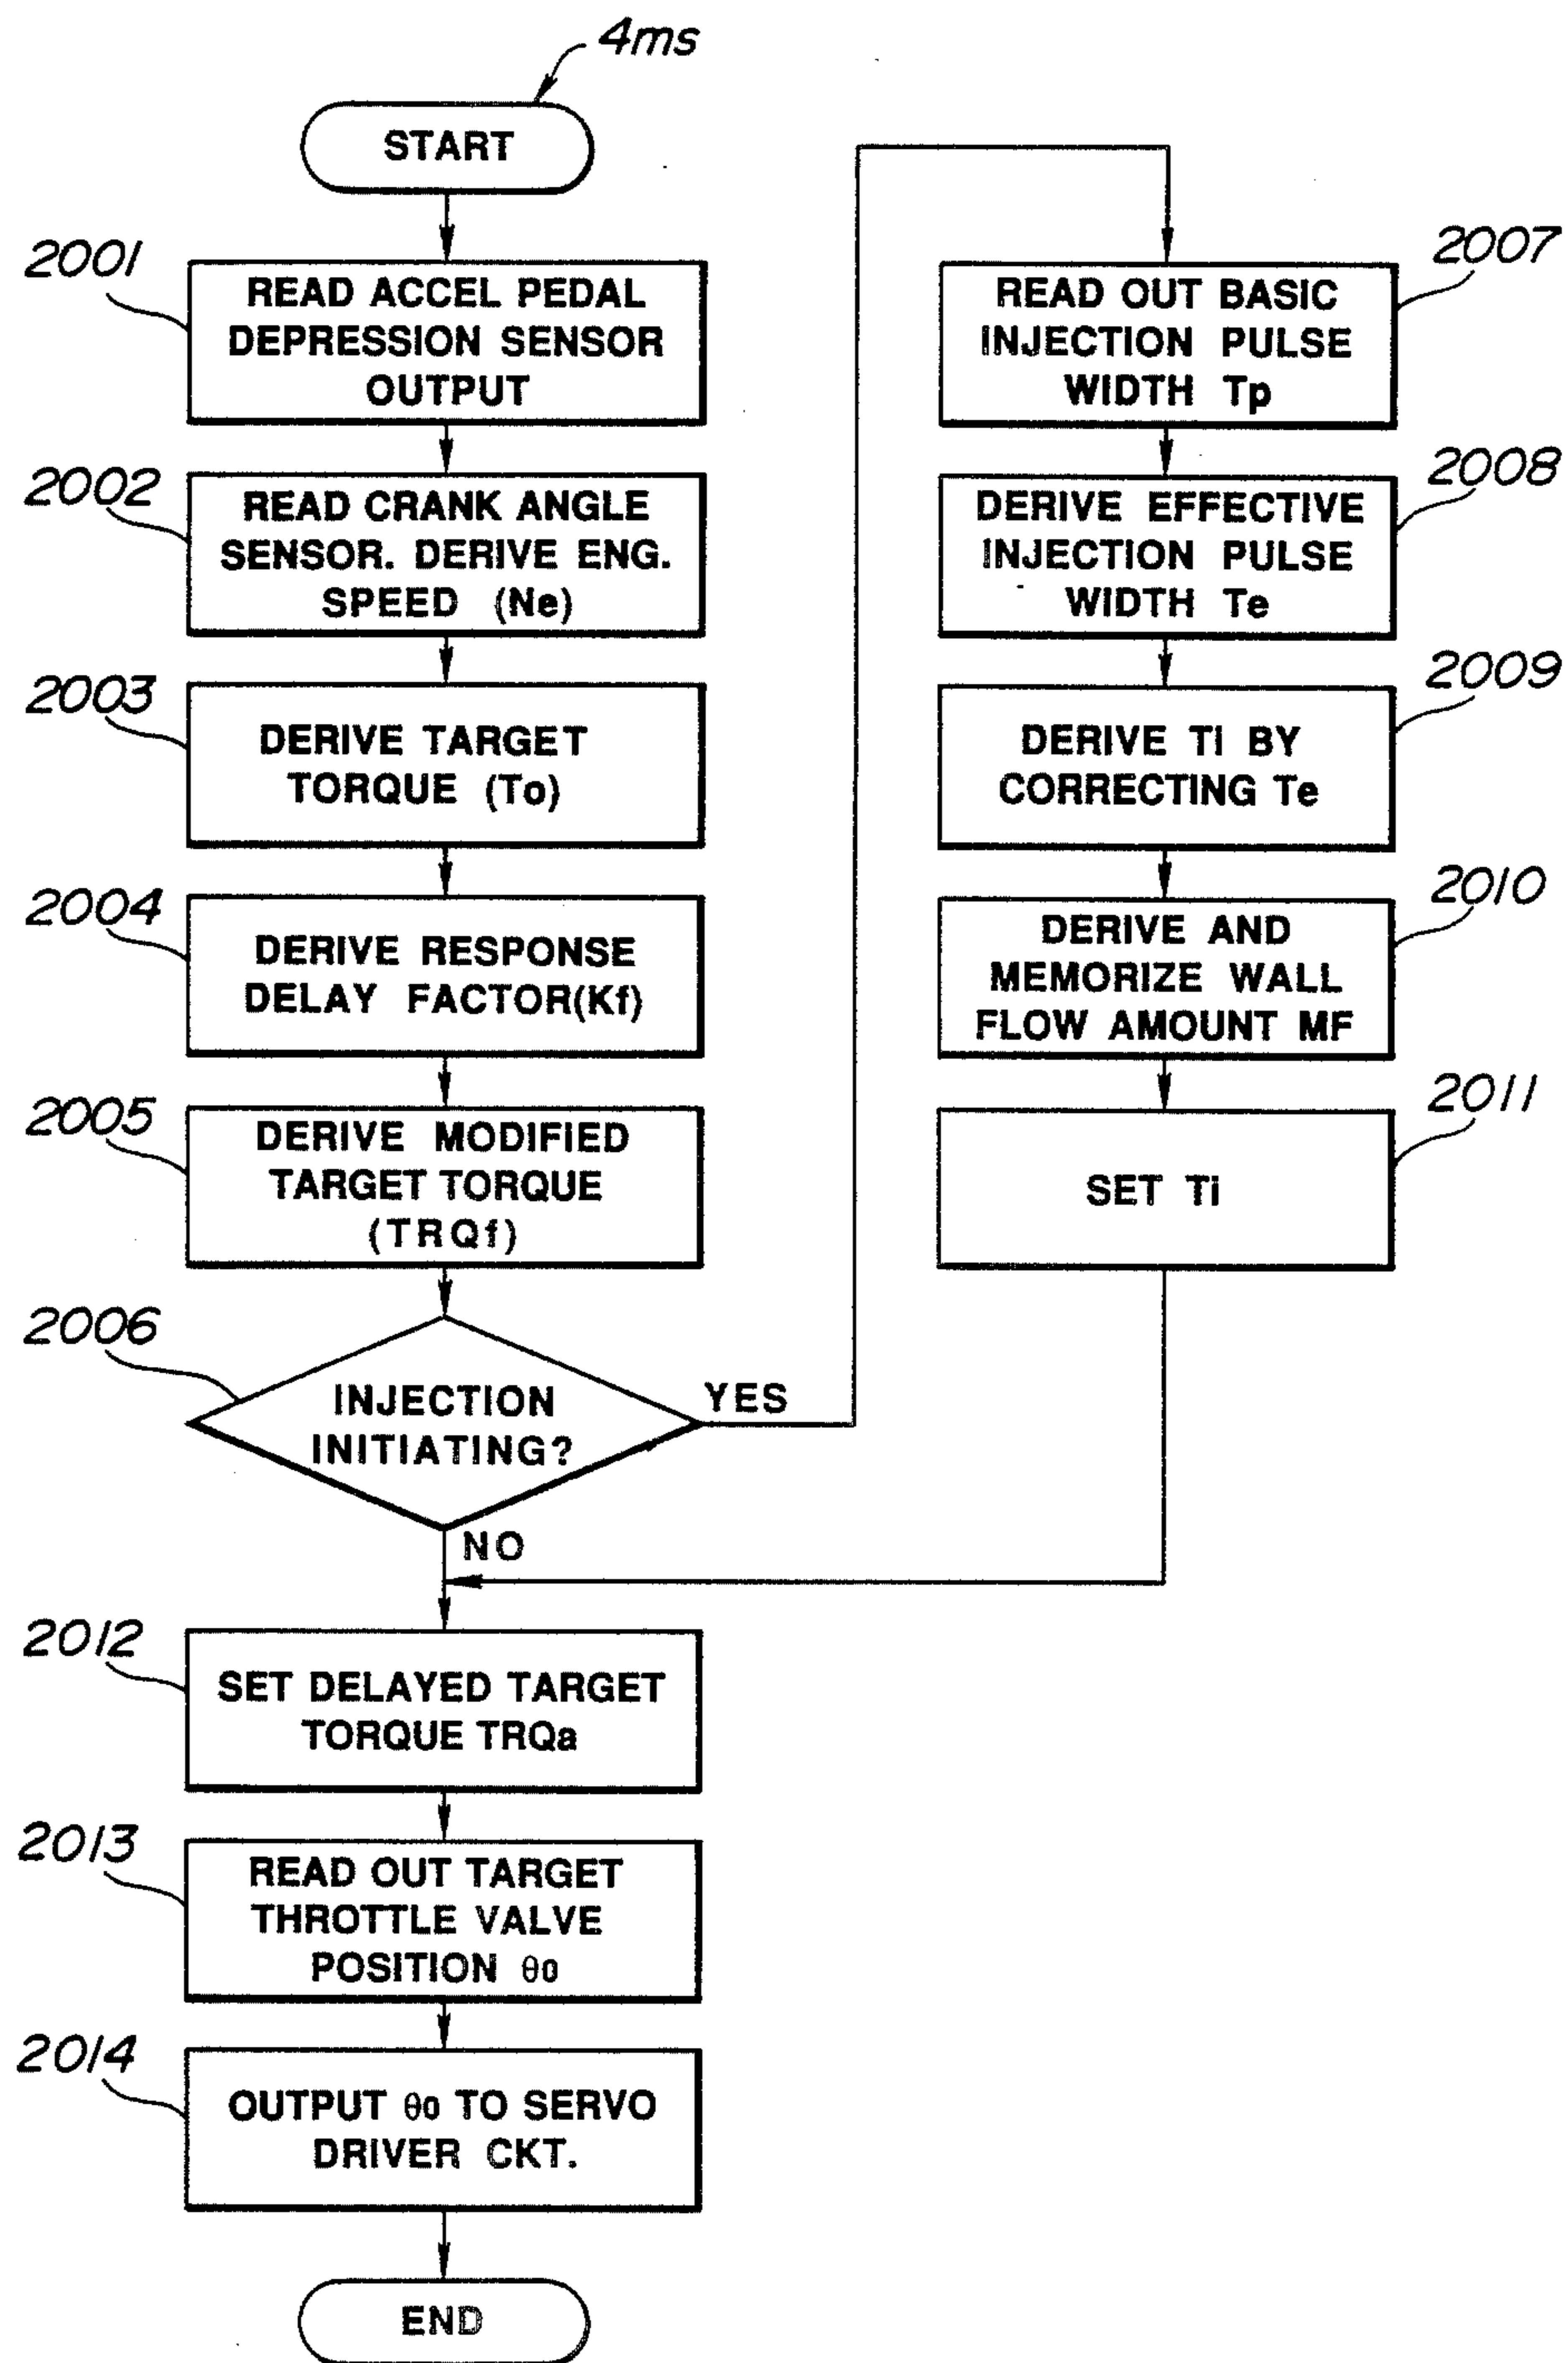 4ms
START
2001
READ ACCEL PEDAL
DEPRESSION SENSOR
OUTPUT
2002
READ CRANK ANGLE
SENSOR. DERIVE ENG.
SPEED (Ne)
2003
DERIVE TARGET
TORQUE (To)
2004
DERIVE RESPONSE
DELAY FACTOR(Kf)
2005
DERIVE MODIFIED
TARGET TORQUE
(TRQf)
2006
INJECTION
INITIATING?
YES
NO
2007
READ OUT BASIC
INJECTION PULSE
WIDTH Tp
2008
DERIVE EFFECTIVE
INJECTION PULSE
WIDTH Te
2009
DERIVE TI BY
CORRECTING Te
2010
DERIVE AND
MEMORIZE WALL
FLOW AMOUNT MF
2011
SET Ti
2012
SET DELAYED TARGET
TORQUE TRQa
2013
READ OUT TARGET
THROTTLE VALVE
POSITION θ0
2014
OUTPUT θ0 TO SERVO
DRIVER CKT.
END